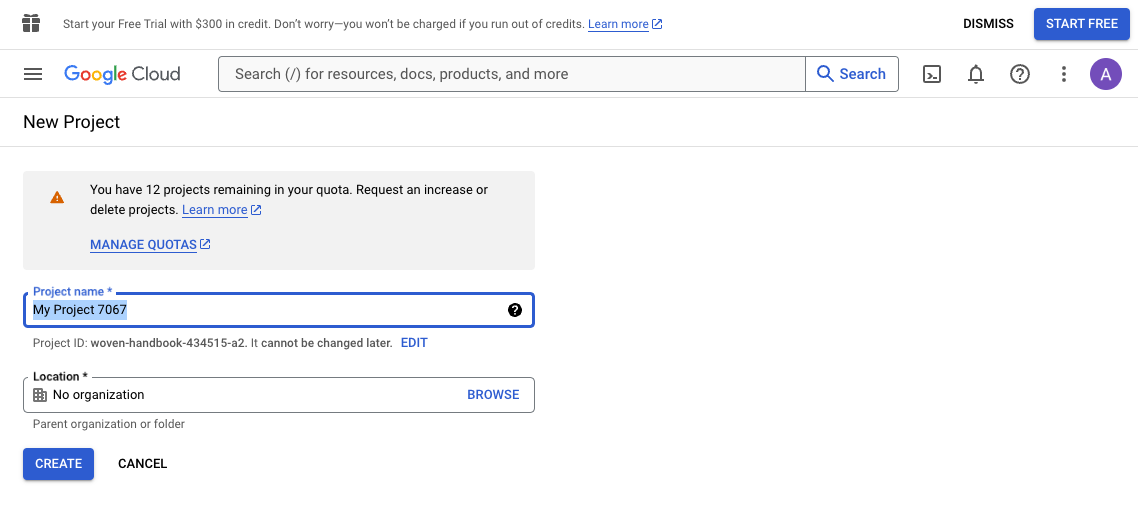 Start your Free Trial with $300 in credit. Don't worry—you won't be charged if you run out of credits. Learn more
DISMISS
START FREE
Google Cloud
Search (/) for resources, docs, products, and more
Search
A
New Project
You have 12 projects remaining in your quota. Request an increase or
delete projects. Learn more
MANAGE QUOTAS
Project name *
My Project 7067
Project ID: woven-handbook-434515-a2. It cannot be changed later. EDIT
Location *
No organization
BROWSE
Parent organization or folder
CREATE
CANCEL